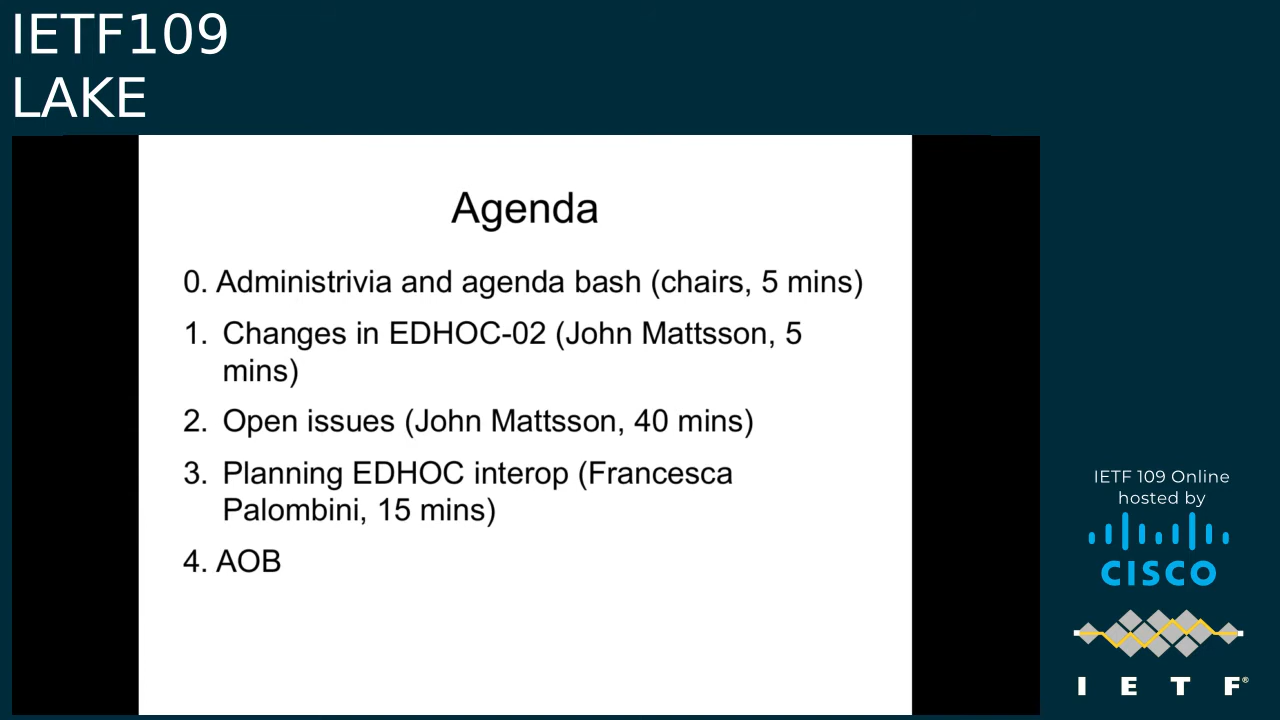 IETF109
LAKE
Agenda
0. Administrivia and agenda bash (chairs, 5 mins)
1. Changes in EDHOC-02 (John Mattsson, 5
mins)
2. Open issues (John Mattsson, 40 mins)
3. Planning EDHOC interop (Francesca
Palombini, 15 mins)
4. AOB
IETF 109 Online
hosted by
CISCO
I E T F®